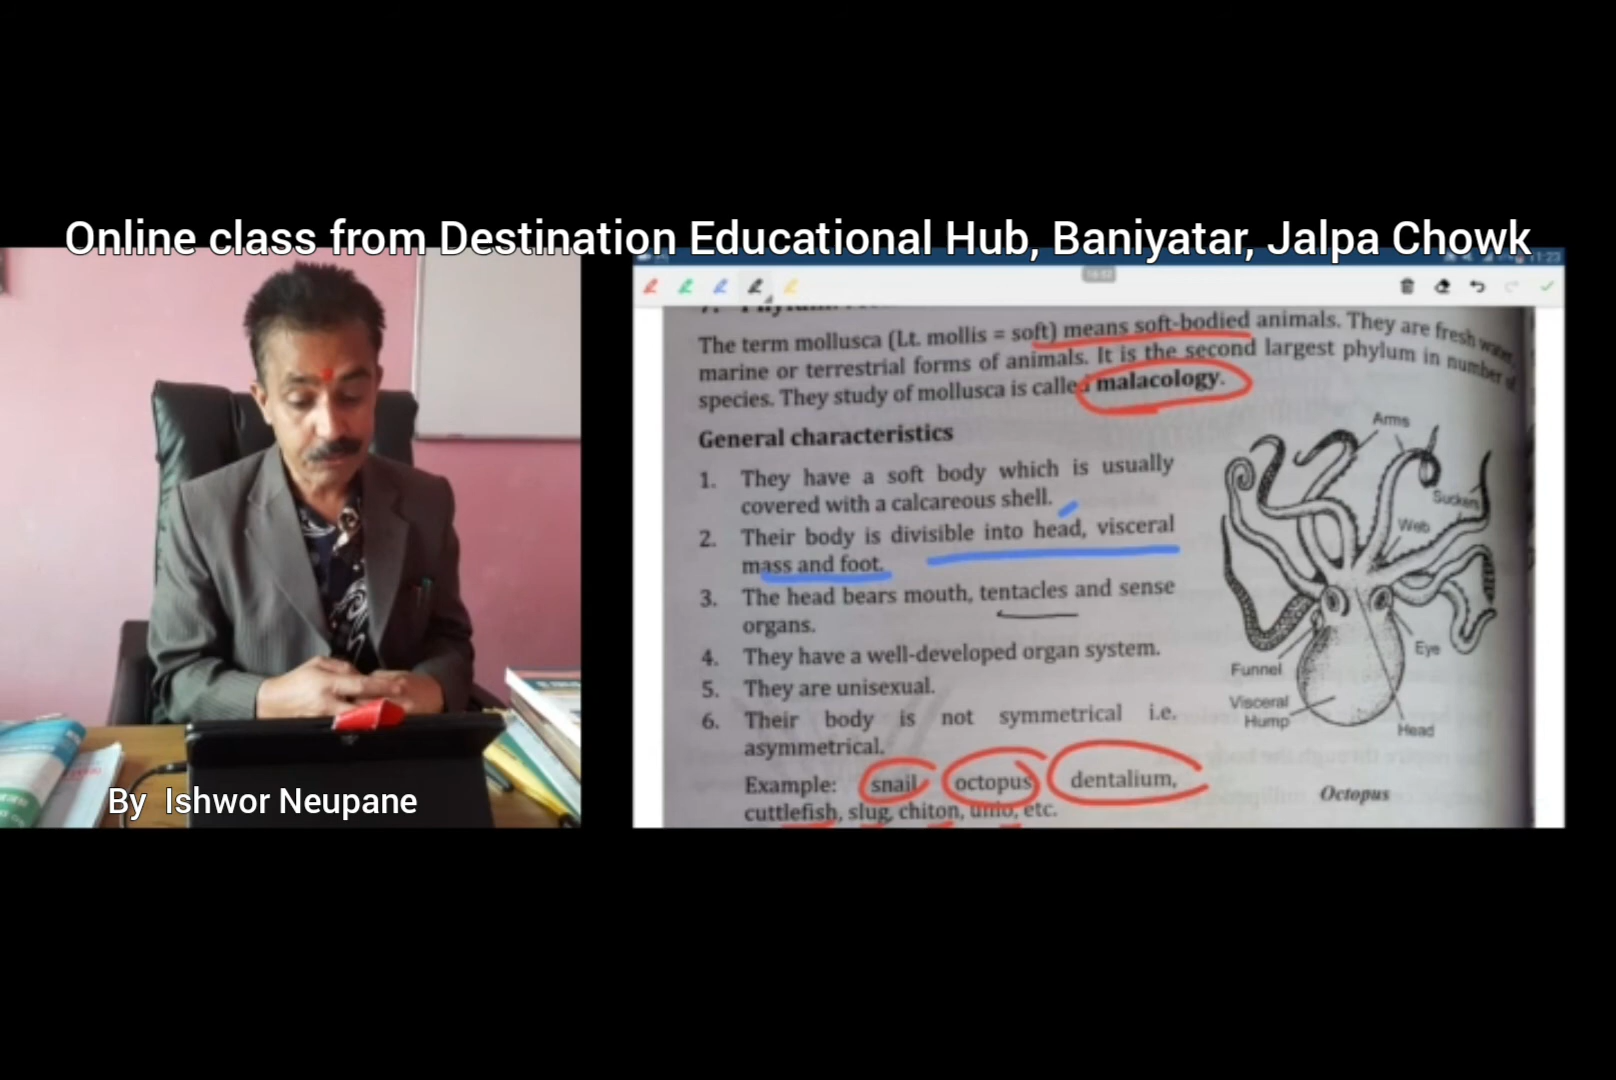 Online class from Destination Educational Hub, Baniyatar, Jalpa Chowk
The term mollusca (Lt. mollis = soft) means soft-bodied animals. They are fresh water,
marine or terrestrial forms of animals. It is the second largest phylum in number of
species. They study of mollusca is called malacology.
General characteristics
1. They have a soft body which is usually
covered with a calcareous shell.
2. Their body is divisible into head, visceral
mass and foot.
3. The head bears mouth, tentacles and sense
organs.
4. They have a well-developed organ system.
5. They are unisexual.
6. Their body is not symmetrical i.e.
asymmetrical.
Example: snail octopus dentalium,
cuttlefish, slug, chiton, unio, etc.
Arms
Suckers
Web
Eye
Funnel
Visceral
Hump
Head
Octopus
By Ishwor Neupane